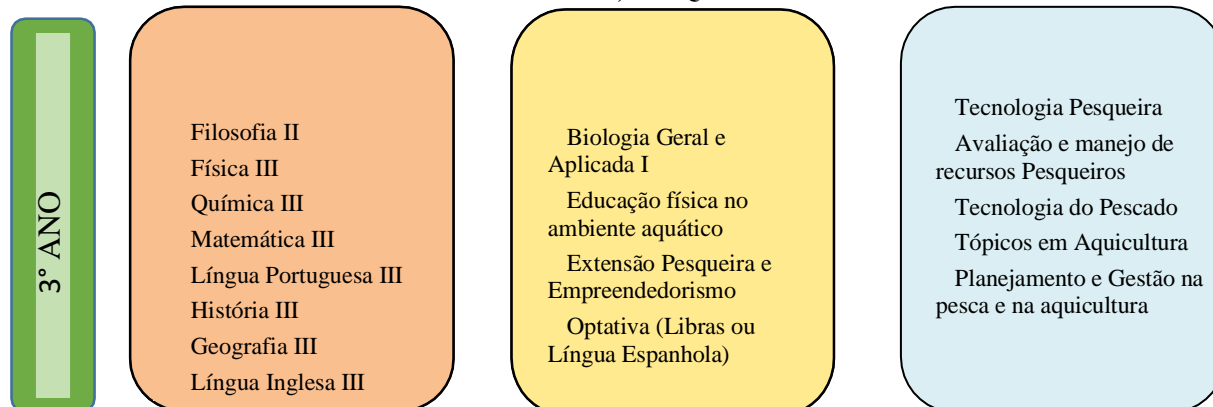 3° ANO
Filosofia II
Física III
Química III
Matemática III
Língua Portuguesa III
História III
Geografia III
Língua Inglesa III
Biologia Geral e
Aplicada I
Educação física no
ambiente aquático
Extensão Pesqueira e
Empreendedorismo
Optativa (Libras ou
Língua Espanhola)
Tecnologia Pesqueira
Avaliação e manejo de
recursos Pesqueiros
Tecnologia do Pescado
Tópicos em Aquicultura
Planejamento e Gestão na
pesca e na aquicultura